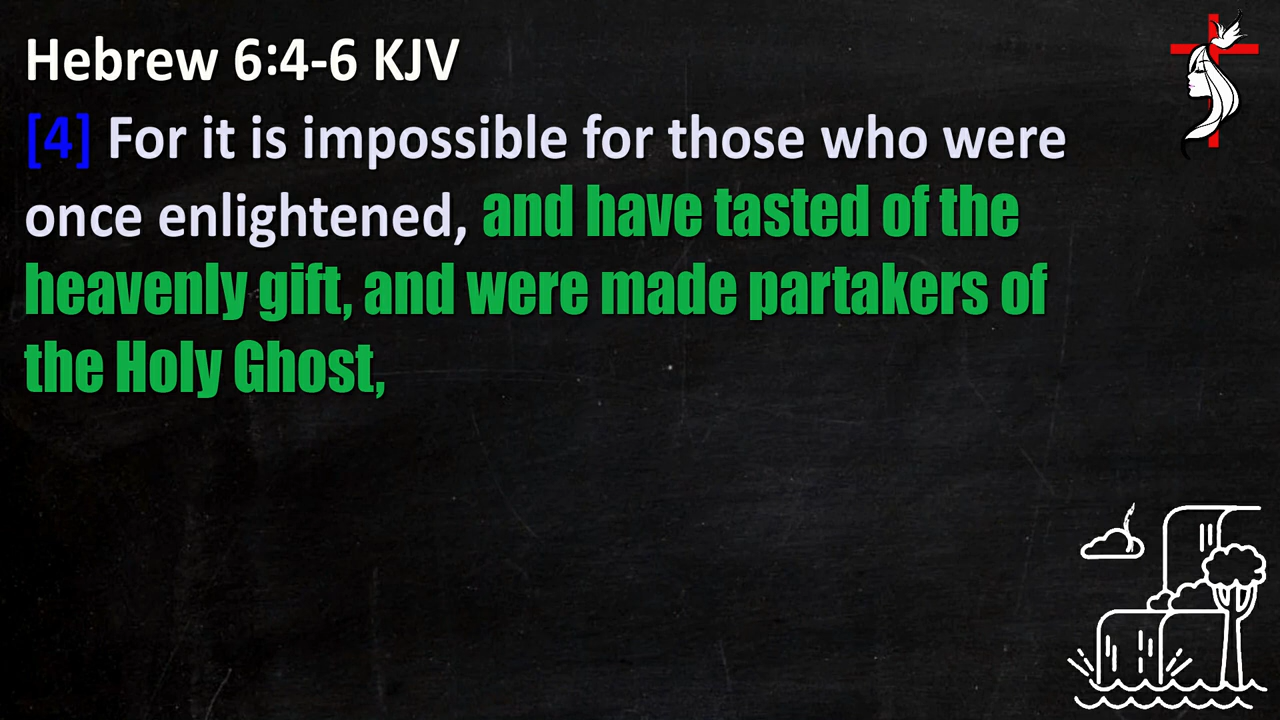 Hebrew 6:4-6 KJV
[4] For it is impossible for those who were
once enlightened, and have tasted of the
heavenly gift, and were made partakers of
the Holy Ghost,